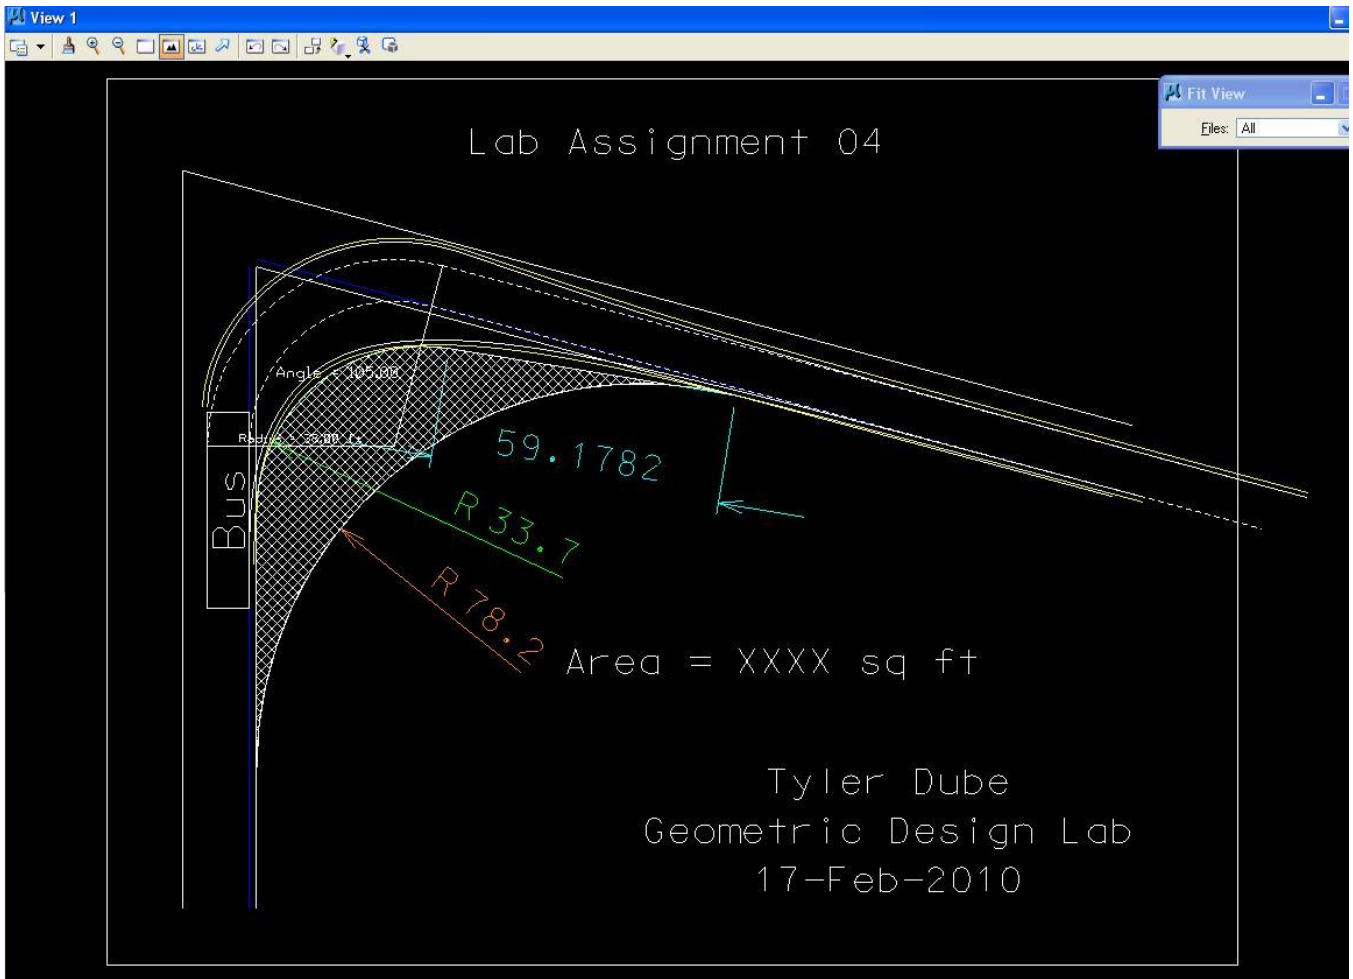 View 1
Fit View
Files: All
Lab Assignment 04
Angle = 105.00
59.1782
R 33.7
Bus
R 78.2
Area = XXXX sq ft
Tyler Dube
Geometric Design Lab
17-Feb-2010